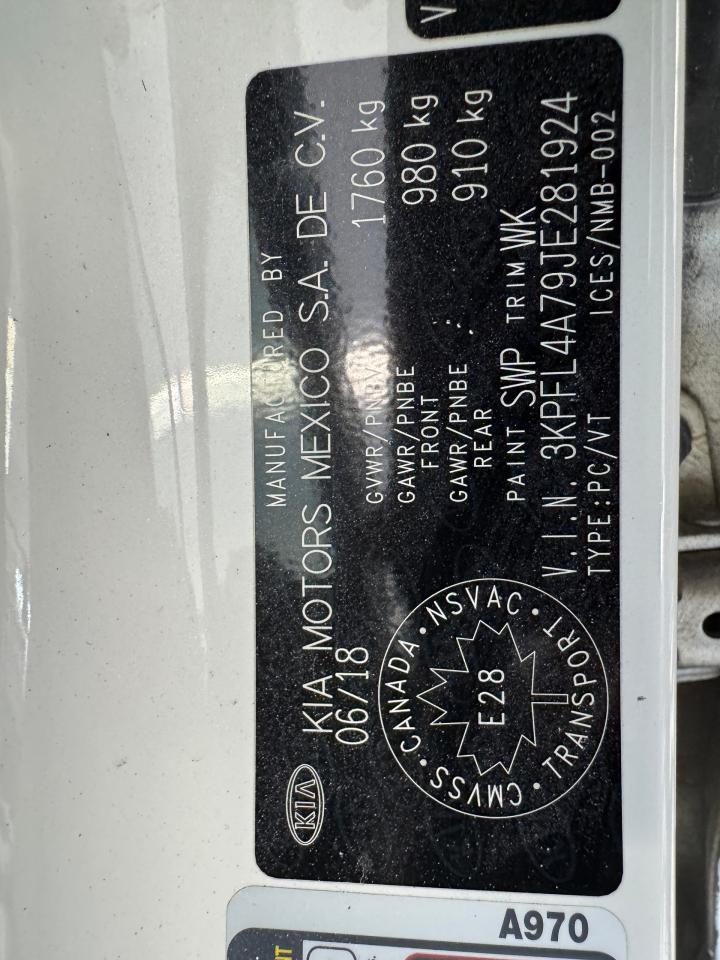 MANUFACTURED BY
KIA KIA MOTORS MEXICO S.A. DE C.V.
06/18
GVWR/PNBV 1760 kg
GAWR/PNBE 980 kg
FRONT
GAWR/PNBE : 910 kg
REAR
PAINT SWP TRIM WK
V.I.N. 3KPFL4A79JE281924
TYPE:PC/VT ICES/NMB-002
CANADA · NSVAC · TRANSPORT · CMVSS ·
E28
A970
NT
V